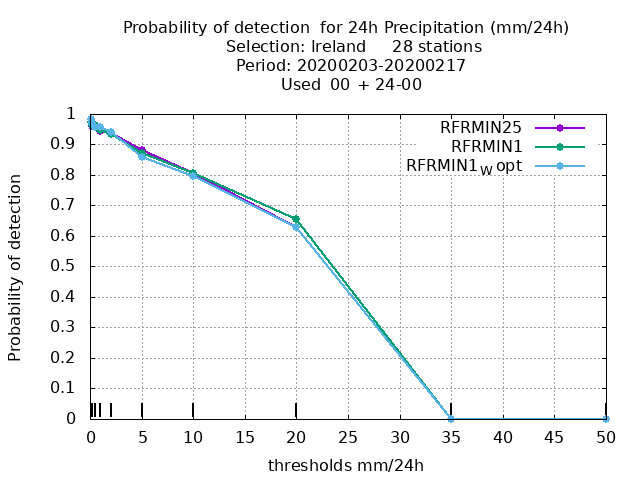 Probability of detection for 24h Precipitation (mm/24h)
Selection: Ireland 28 stations
Period: 20200203-20200217
Used 00 + 24-00
RFRMIN25
RFRMIN1
RFRMIN1W opt
Probability of detection
1
0.9
0.8
0.7
0.6
0.5
0.4
0.3
0.2
0.1
0
0 5 10 15 20 25 30 35 40 45 50
thresholds mm/24h